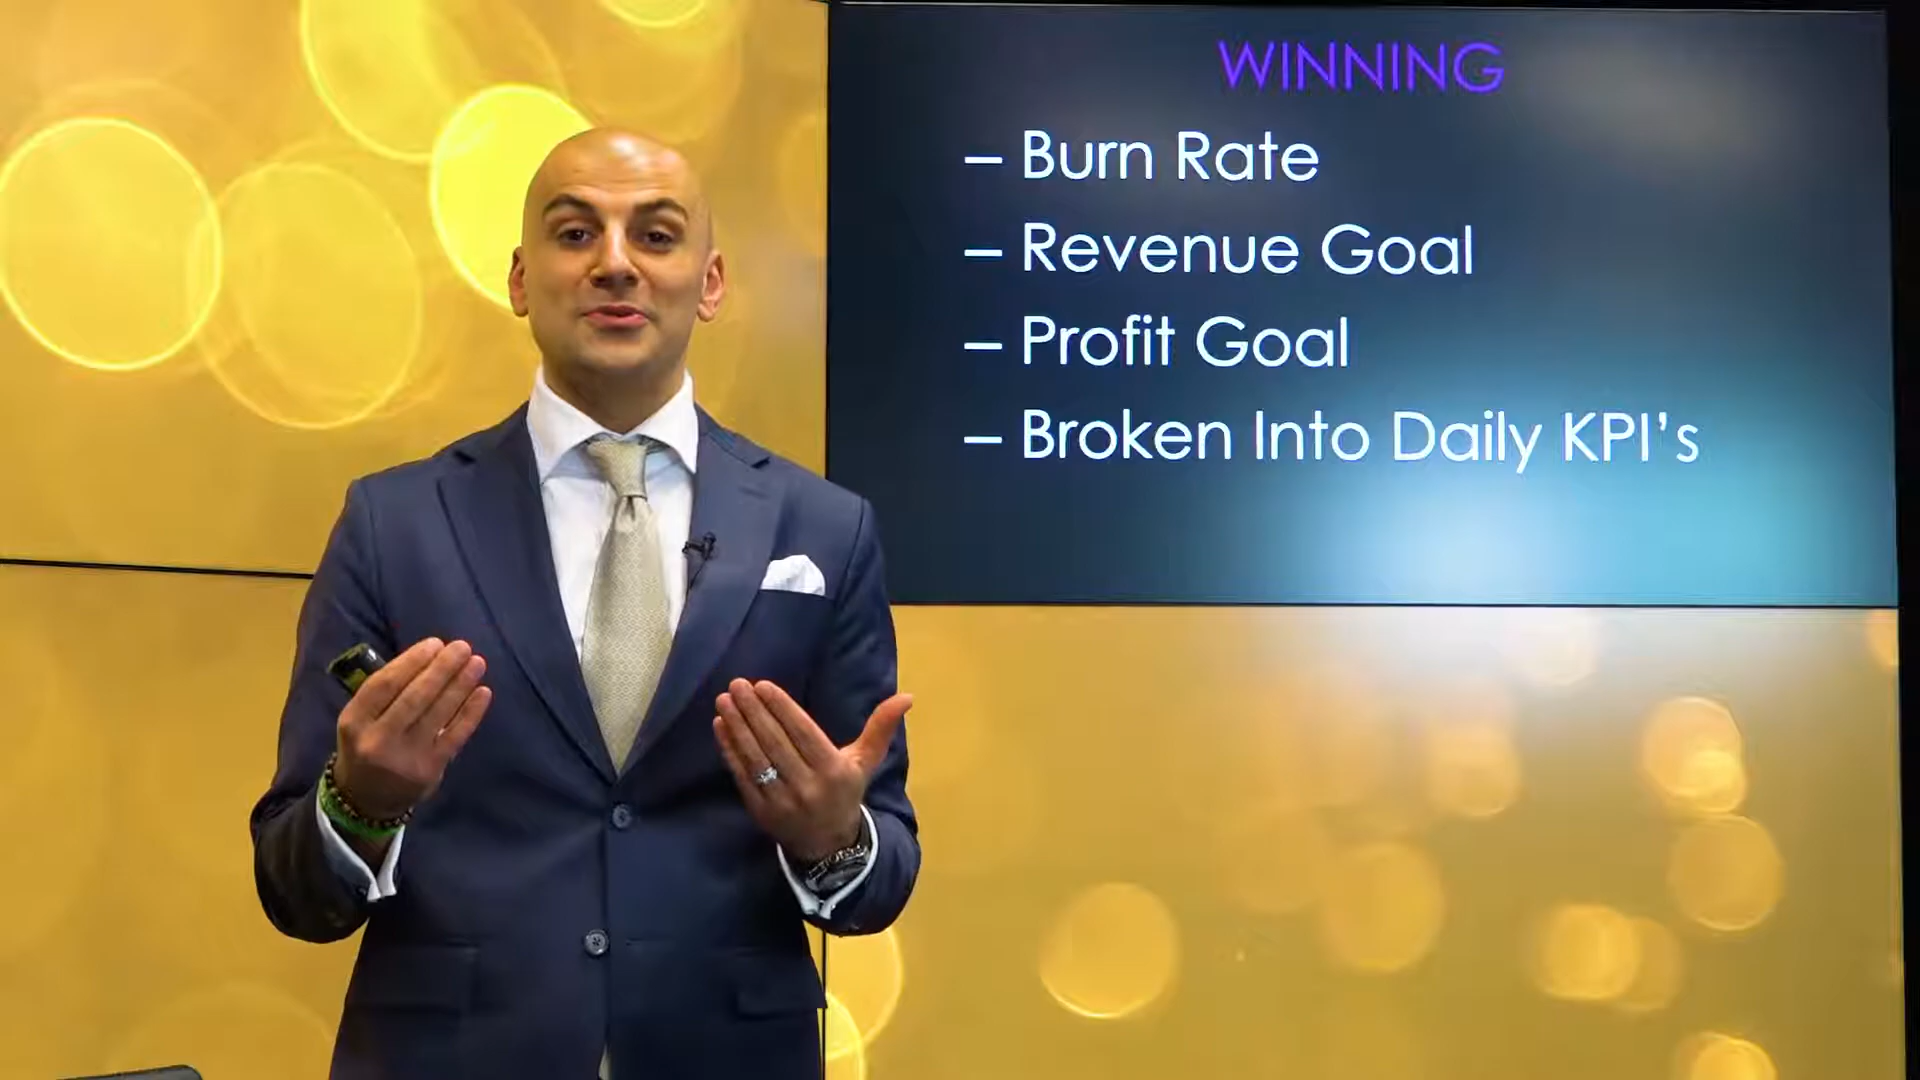 WINNING
– Burn Rate
– Revenue Goal
– Profit Goal
– Broken Into Daily KPI's